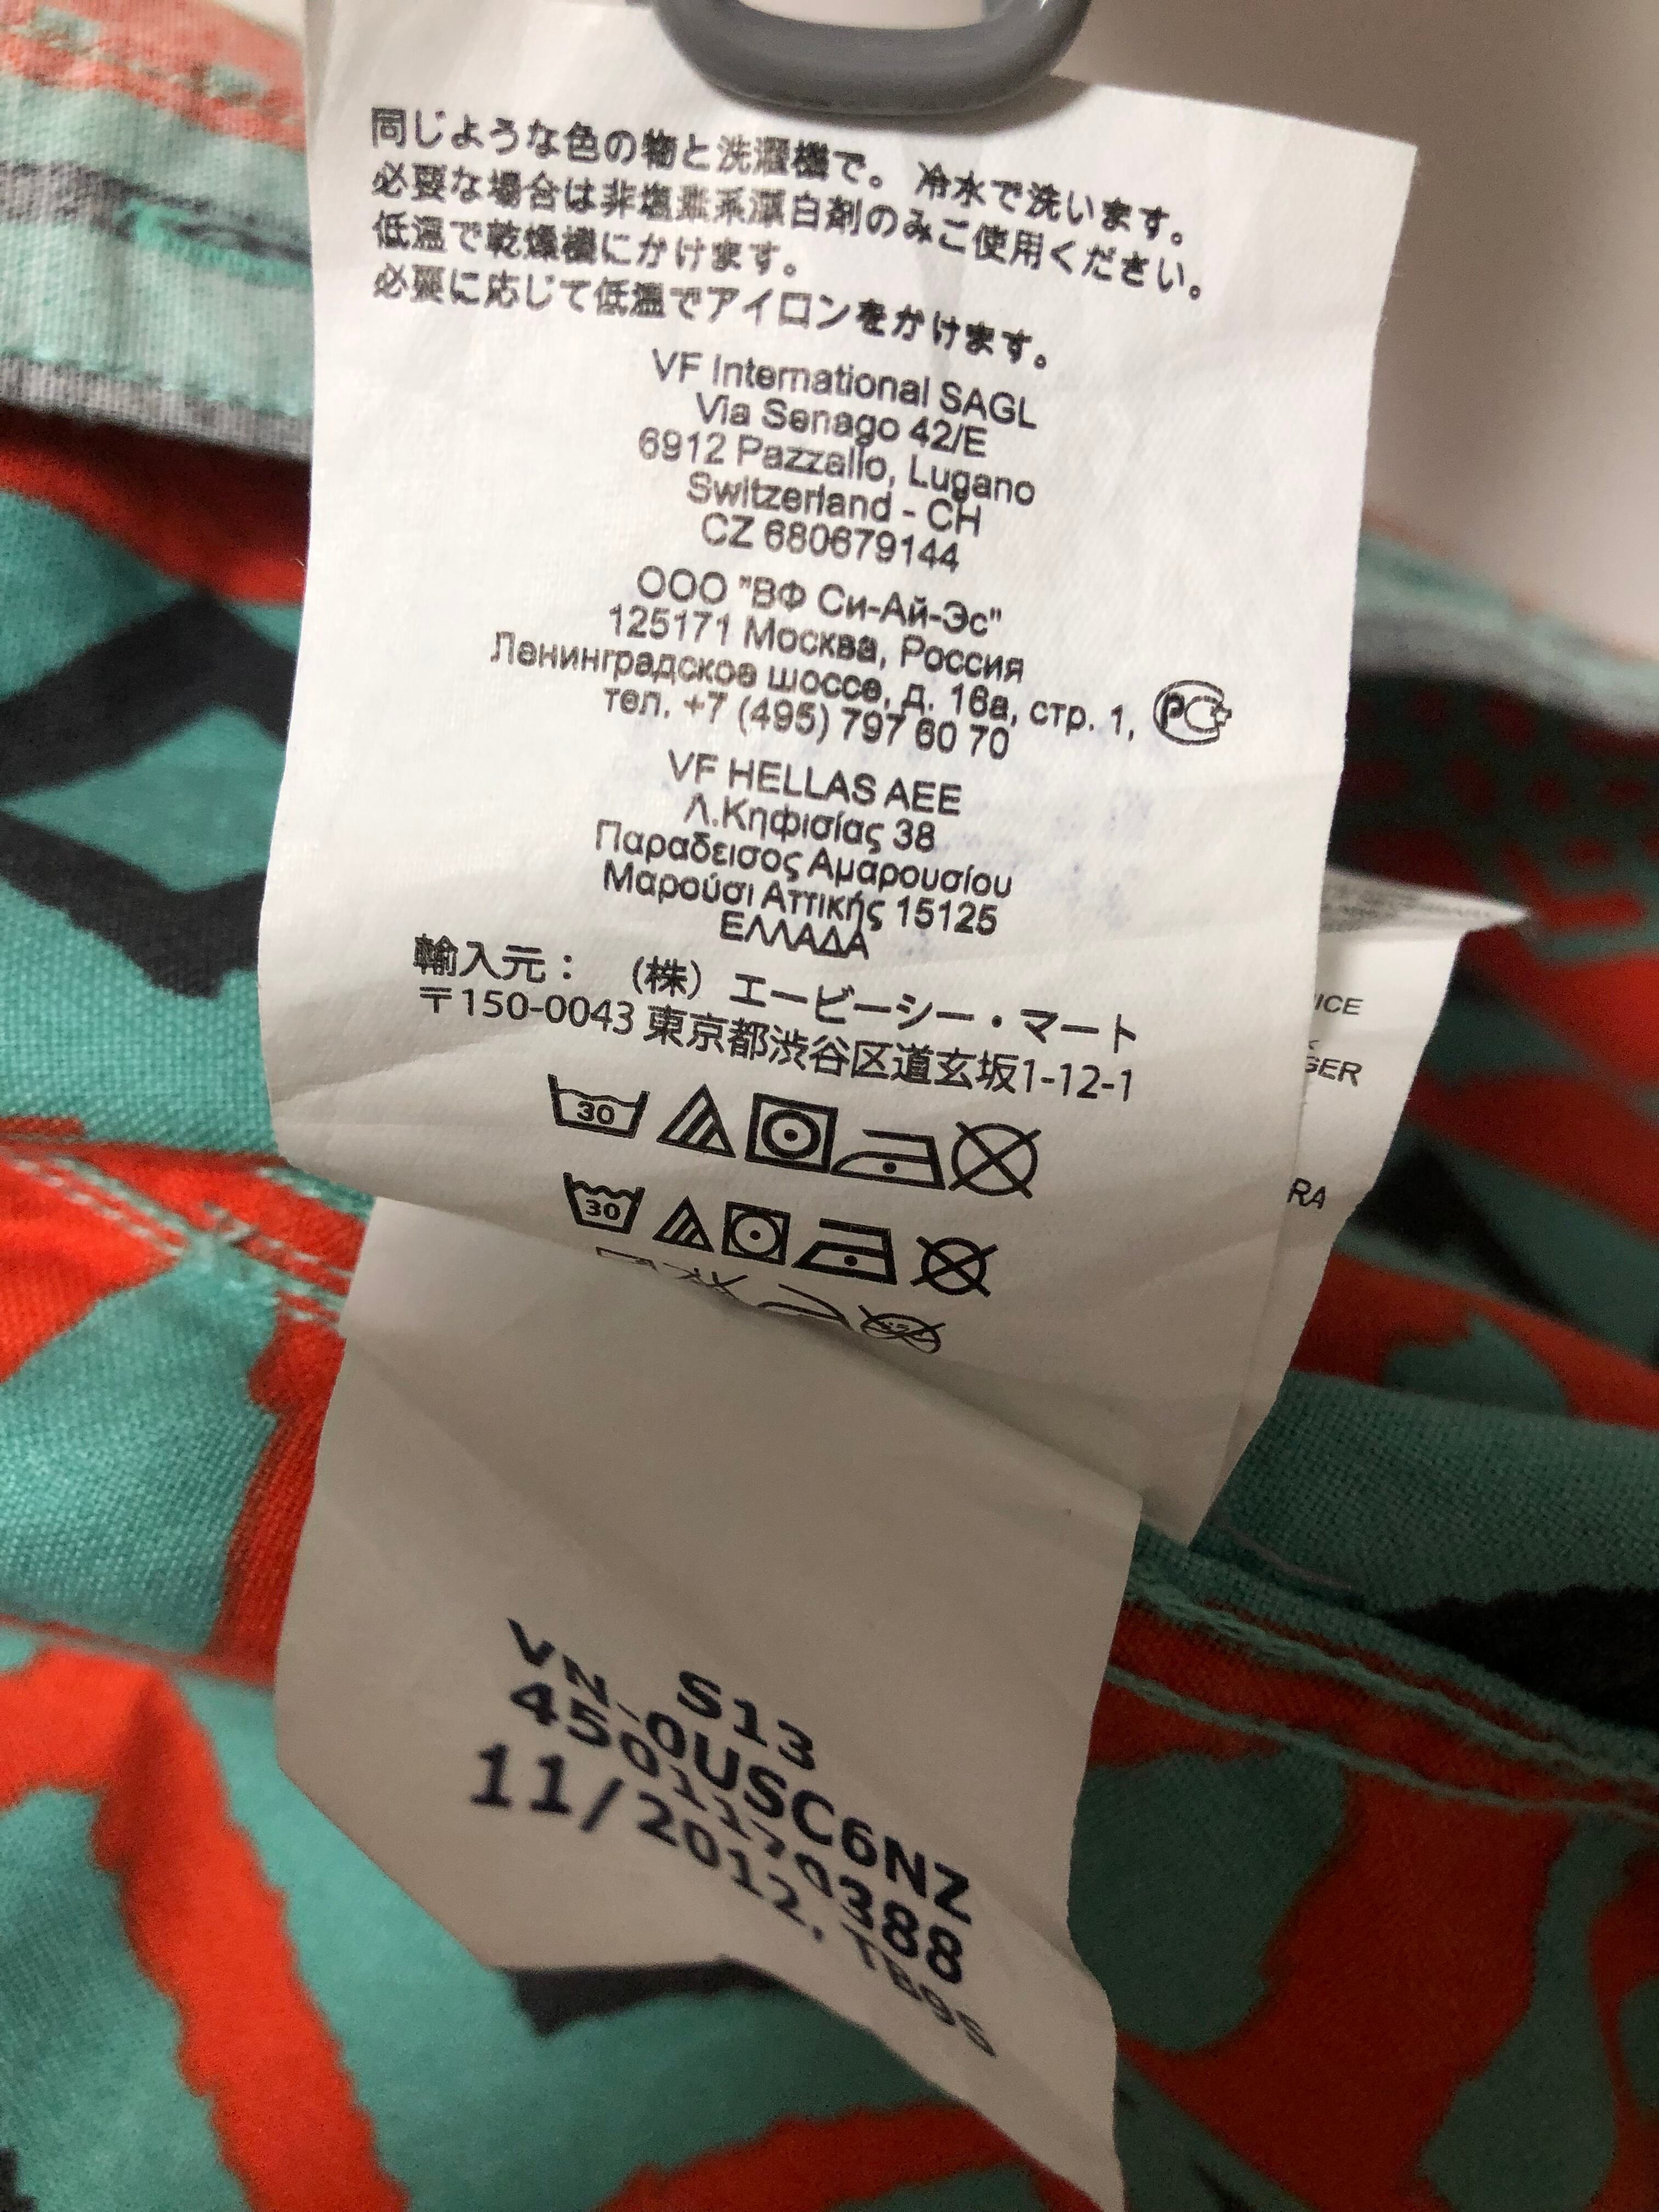 同じような色の物と洗濯機で。 冷水で洗います。
必要な場合は非塩素系漂白剤のみご使用ください。
低温で乾燥機にかけます。
必要に応じて低温でアイロンをかけます。
VF International SAGL
Via Senago 42/E
6912 Pazzallo, Lugano
Switzerland - CH
CZ 680679144
ООО "ВФ Си-Ай-Эс"
125171 Москва, Россия
Ленинградское шоссе, д. 16а, стр. 1,
тел. +7 (495) 797 60 70
VF HELLAS AEE
Λ.Κηφισίας 38
Παραδεισος Αμαρουσίου
Μαρούσι Αττικής 15125
ΕΛΛΑΔΑ
輸入元： （株）エービーシー・マート
〒150-0043 東京都渋谷区道玄坂1-12-1
30
30
ICE
GER
RA
S13
VN_0USC6NZ
11/2012.